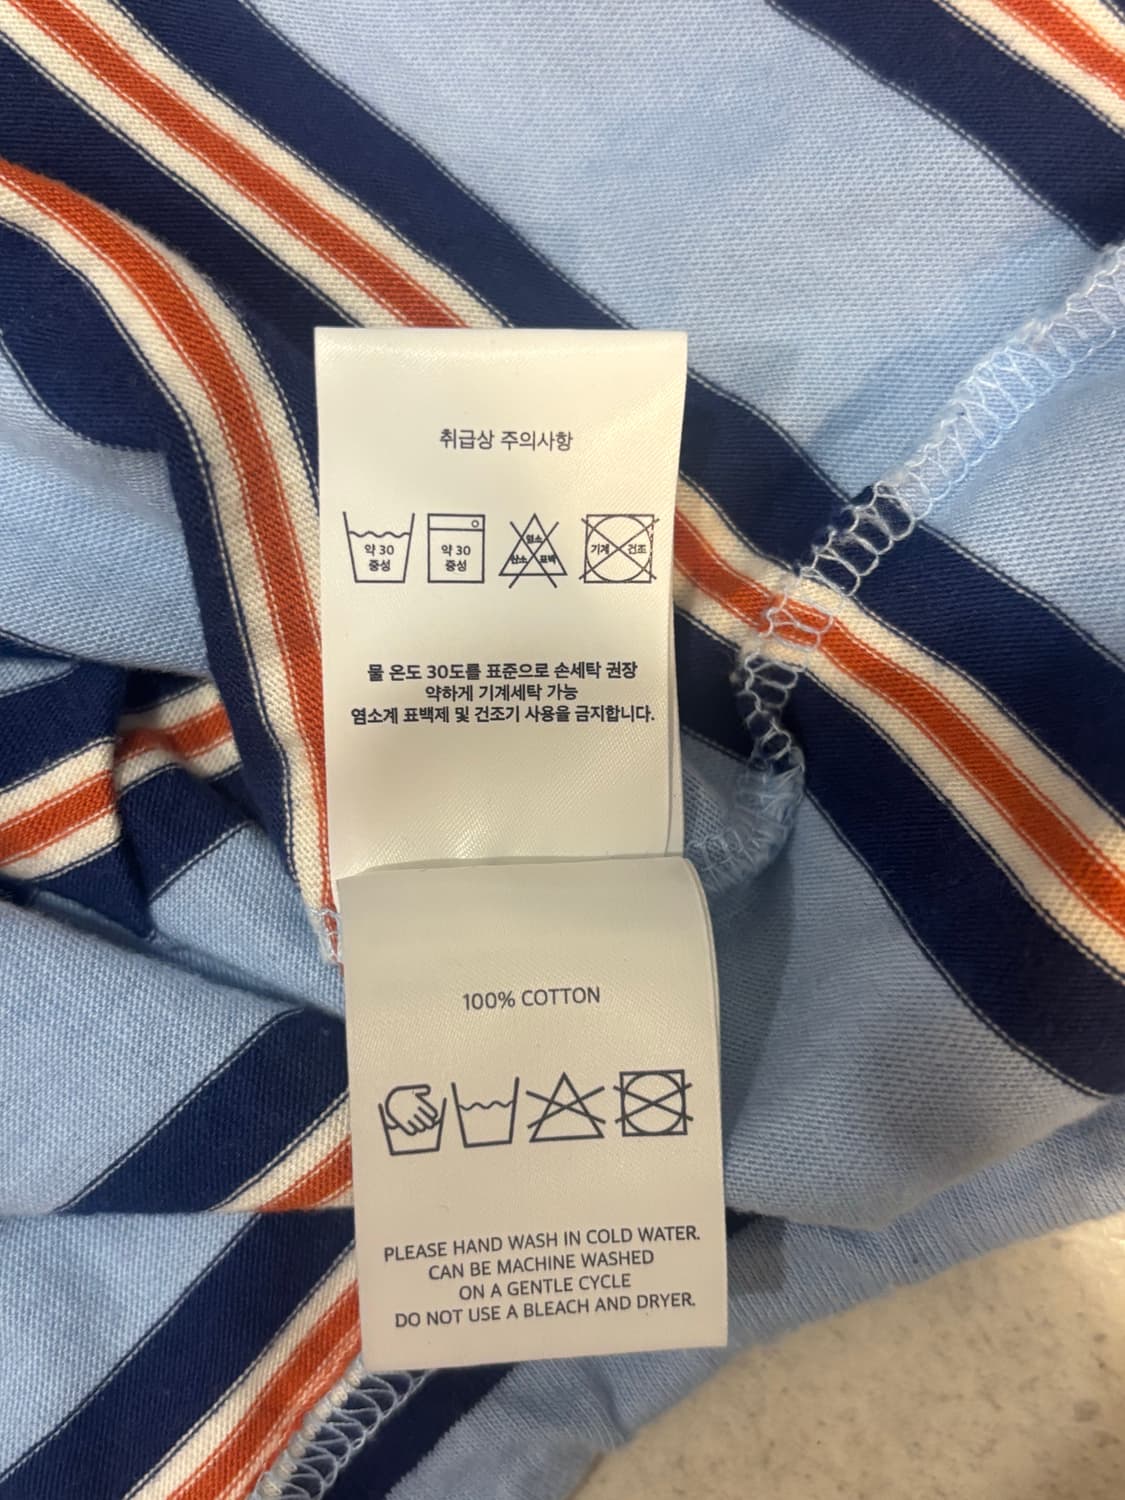 취급상 주의사항
약 30 약 30 염소
중성 중성 산소 표백 기계 건조
물 온도 30도를 표준으로 손세탁 권장
약하게 기계세탁 가능
염소계 표백제 및 건조기 사용을 금지합니다.
100% COTTON
PLEASE HAND WASH IN COLD WATER.
CAN BE MACHINE WASHED
ON A GENTLE CYCLE
DO NOT USE A BLEACH AND DRYER.